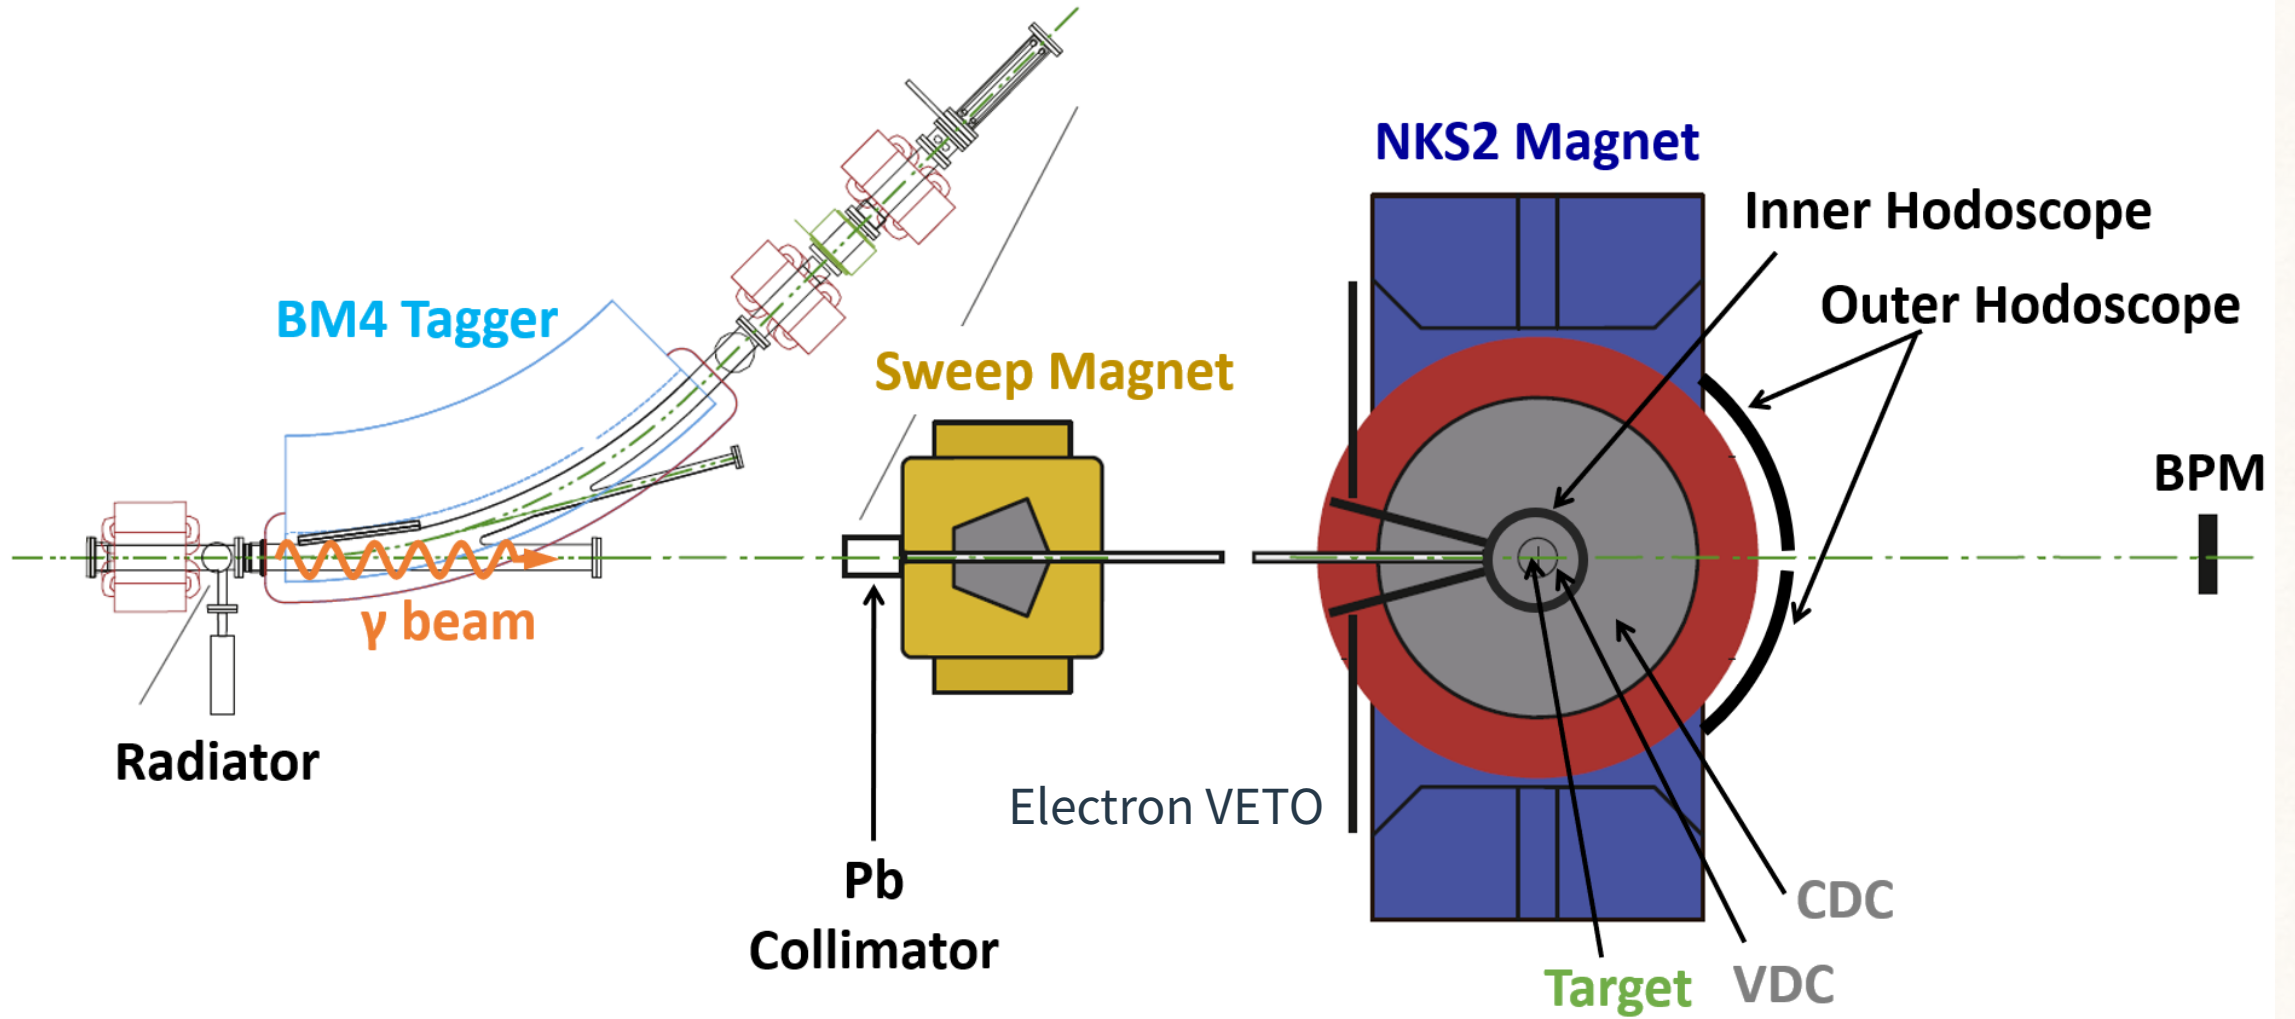 NKS2 Magnet
Inner Hodoscope
Outer Hodoscope
BM4 Tagger
Sweep Magnet
BPM
γ beam
Radiator
Electron VETO
Pb
Collimator
CDC
Target
VDC